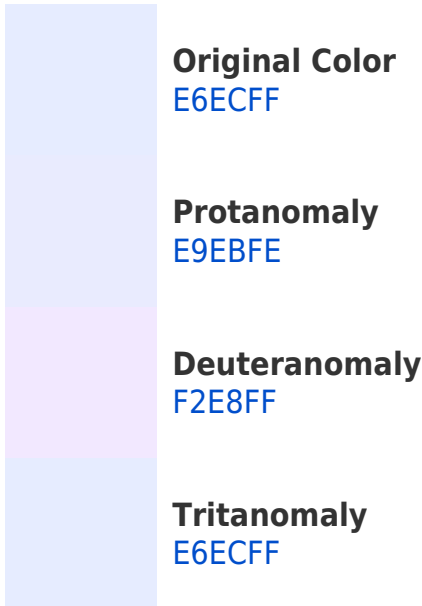 Original Color
E6ECFF
Protanomaly
E9EBFE
Deuteranomaly
F2E8FF
Tritanomaly
E6ECFF